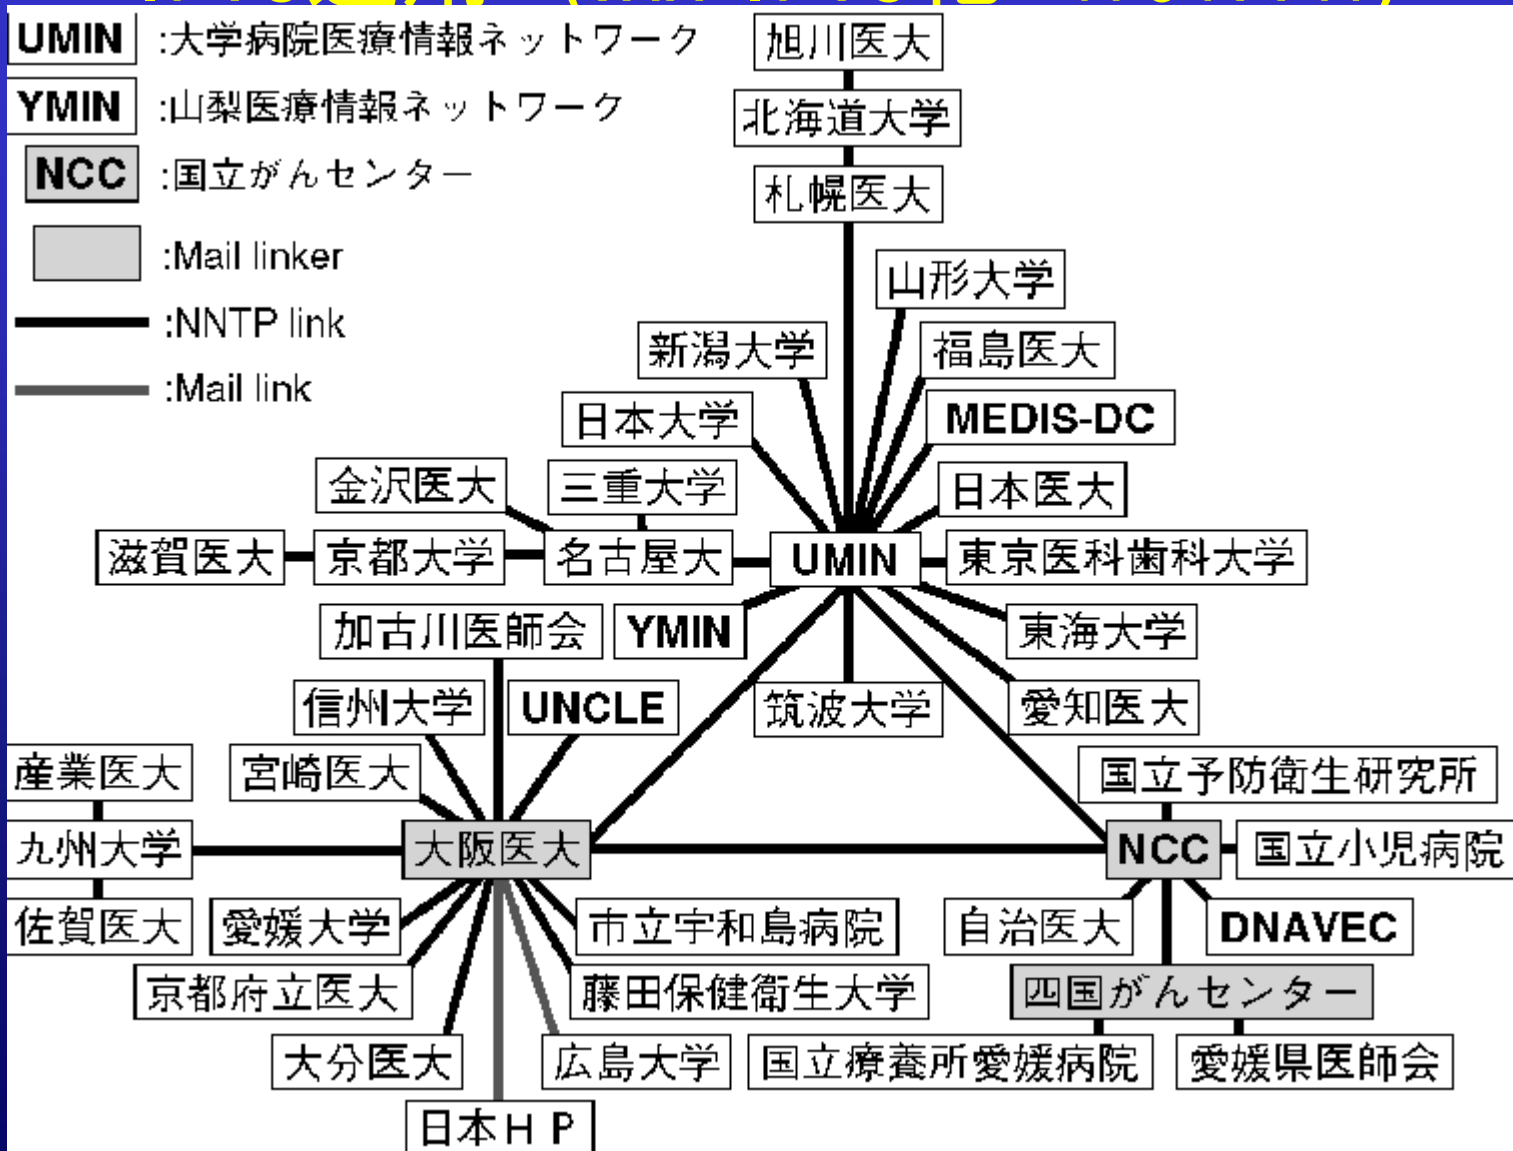 UMIN :大学病院医療情報ネットワーク
YMIN :山梨医療情報ネットワーク
NCC :国立がんセンター
:Mail linker
:NNTP link
:Mail link
旭川医大
北海道大学
札幌医大
山形大学
新潟大学
福島医大
日本大学
MEDIS-DC
金沢医大
三重大学
日本医大
滋賀医大
京都大学
名古屋大
UMIN
東京医科歯科大学
加古川医師会
YMIN
東海大学
信州大学
UNCLE
筑波大学
愛知医大
産業医大
宮崎医大
国立予防衛生研究所
九州大学
大阪医大
NCC
国立小児病院
佐賀医大
愛媛大学
市立宇和島病院
自治医大
DNAVEC
京都府立医大
藤田保健衛生大学
四国がんセンター
大分医大
広島大学
国立療養所愛媛病院
愛媛県医師会
日本ＨＰ